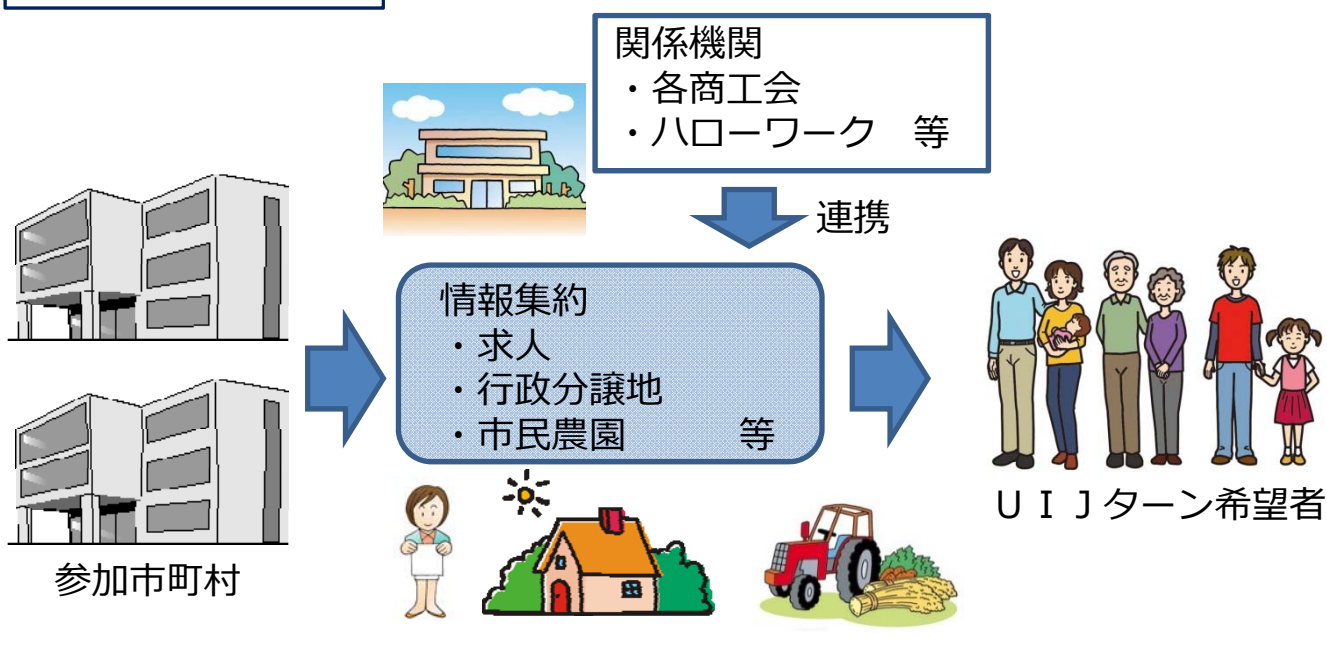 関係機関
・各商工会
・ハローワーク　等
連携
情報集約
・求人
・行政分譲地
・市民農園　　　等
参加市町村
ＵＩＪターン希望者